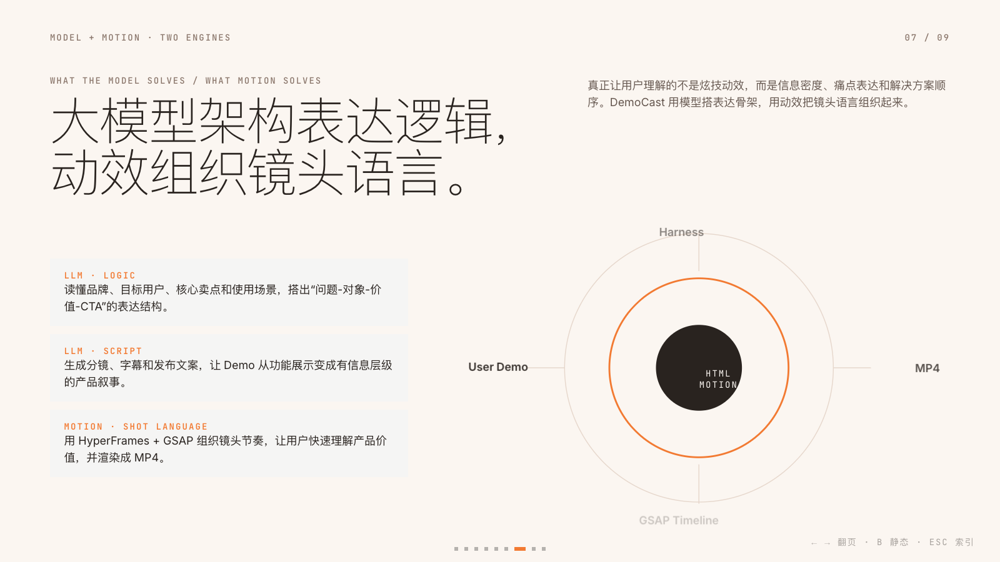 MODEL + MOTION · TWO ENGINES
07 / 09
WHAT THE MODEL SOLVES / WHAT MOTION SOLVES
大模型架构表达逻辑，
动效组织镜头语言。
真正让用户理解的不是炫技动效，而是信息密度、痛点表达和解决方案顺
序。DemoCast 用模型搭表达骨架，用动效把镜头语言组织起来。
LLM · LOGIC
读懂品牌、目标用户、核心卖点和使用场景，搭出“问题-对象-价
值-CTA”的表达结构。
LLM · SCRIPT
生成分镜、字幕和发布文案，让 Demo 从功能展示变成有信息层级
的产品叙事。
MOTION · SHOT LANGUAGE
用 HyperFrames + GSAP 组织镜头节奏，让用户快速理解产品价
值，并渲染成 MP4。
Harness
User Demo
HTML
MOTION
MP4
GSAP Timeline
← → 翻页 · B 静态 · ESC 索引